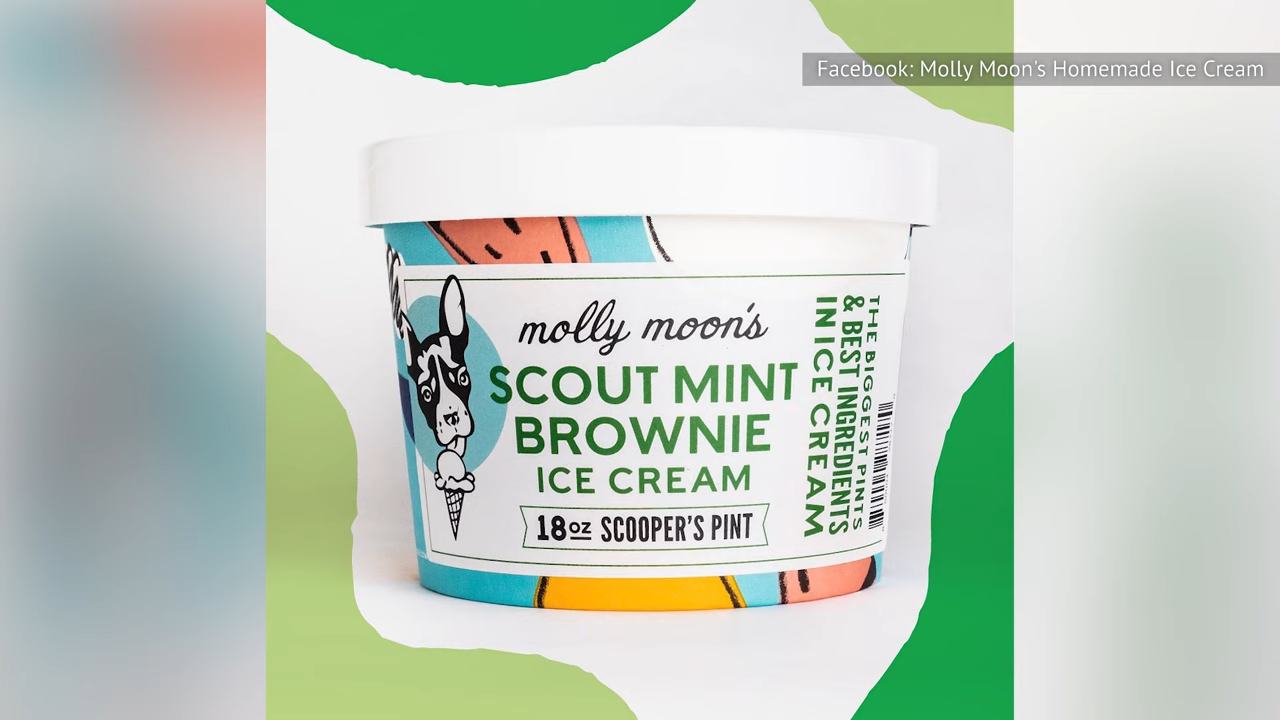 Facebook: Molly Moon's Homemade Ice Cream
molly moon's
SCOUT MINT
BROWNIE
ICE CREAM
18oz SCOOPER'S PINT
THE BIGGEST PINTS
& BEST INGREDIENTS
IN ICE CREAM